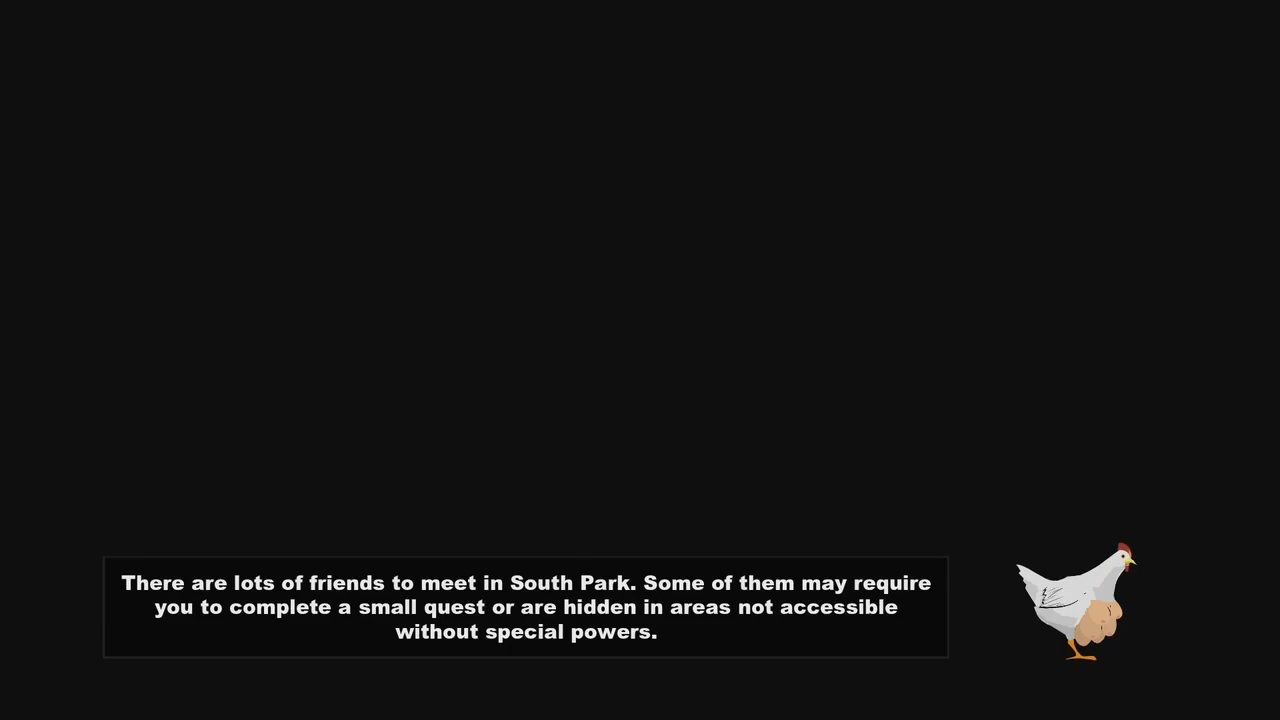 There are lots of friends to meet in South Park. Some of them may require
you to complete a small quest or are hidden in areas not accessible
without special powers.